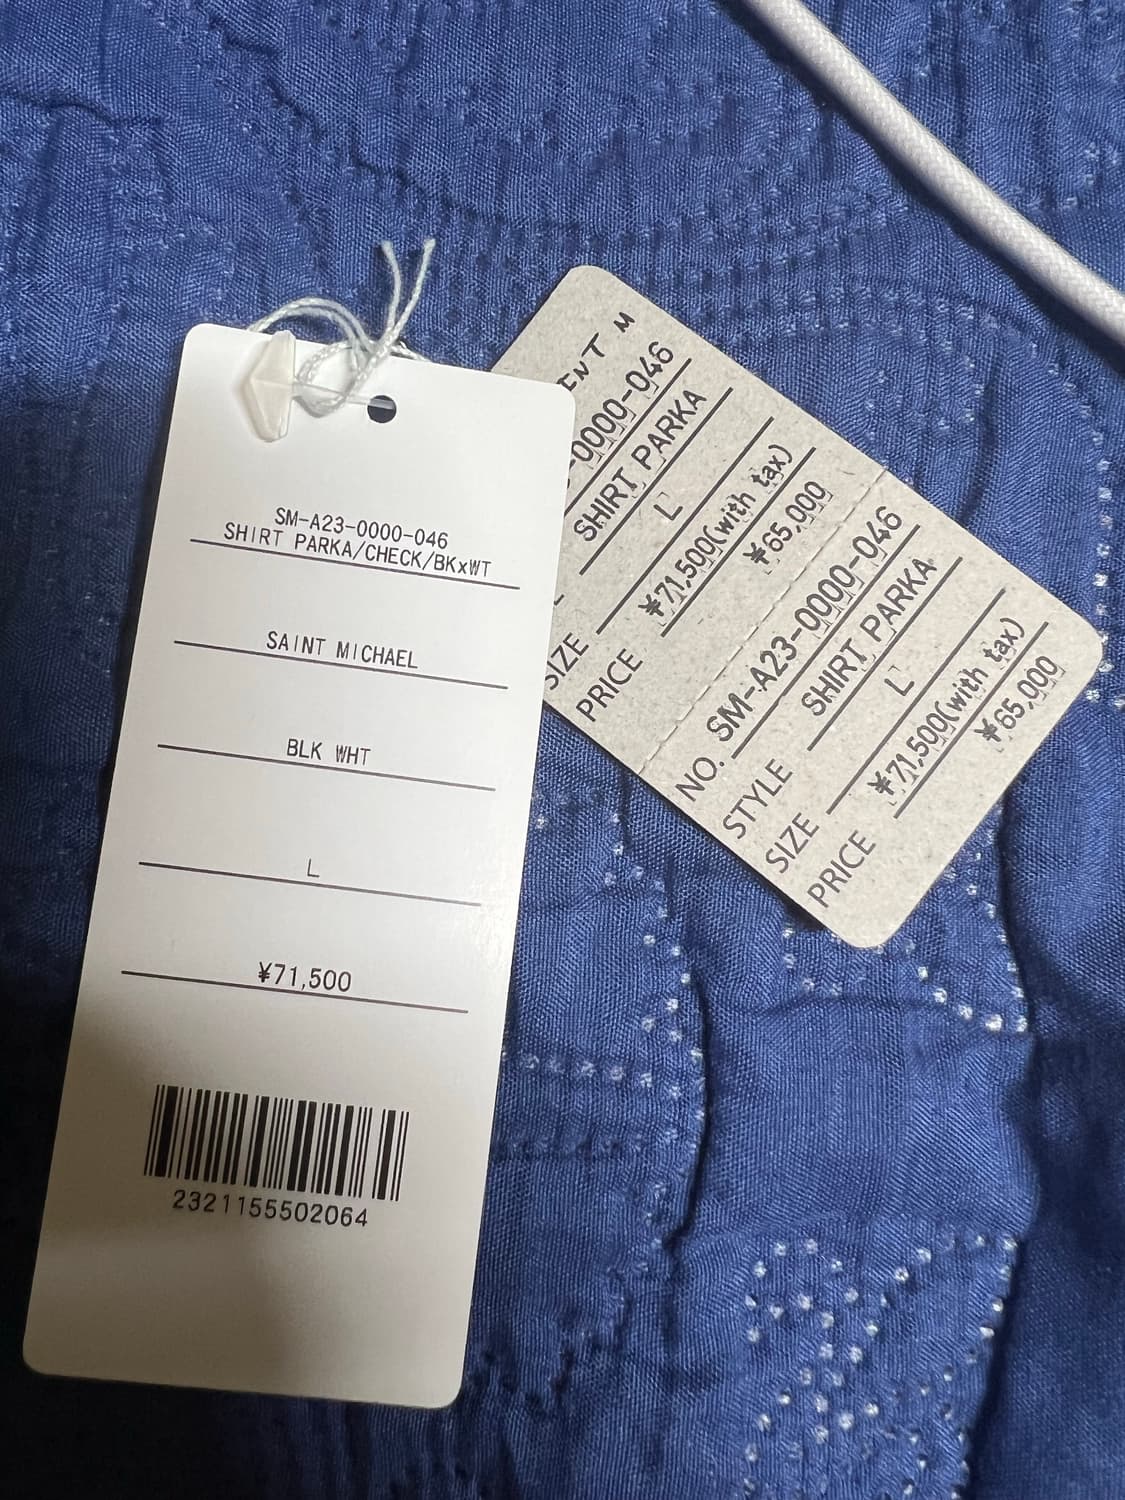 SM-A23-0000-046
SHIRT PARKA/CHECK/BKxWT
SAINT MICHAEL
BLK WHT
L
¥71,500
2321155502064
ENT M
-0000-046
SHIRT PARKA
L
SIZE
¥71,500(with tax)
PRICE
¥65,000
NO. SM-A23-0000-046
STYLE SHIRT PARKA
SIZE L
PRICE ¥71,500(with tax)
¥65,000